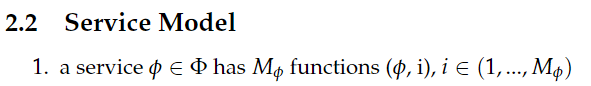 2.2 Service Model
1. a service ϕ ∈ Φ has M_ϕ functions (ϕ, i), i ∈ (1, ..., M_ϕ)